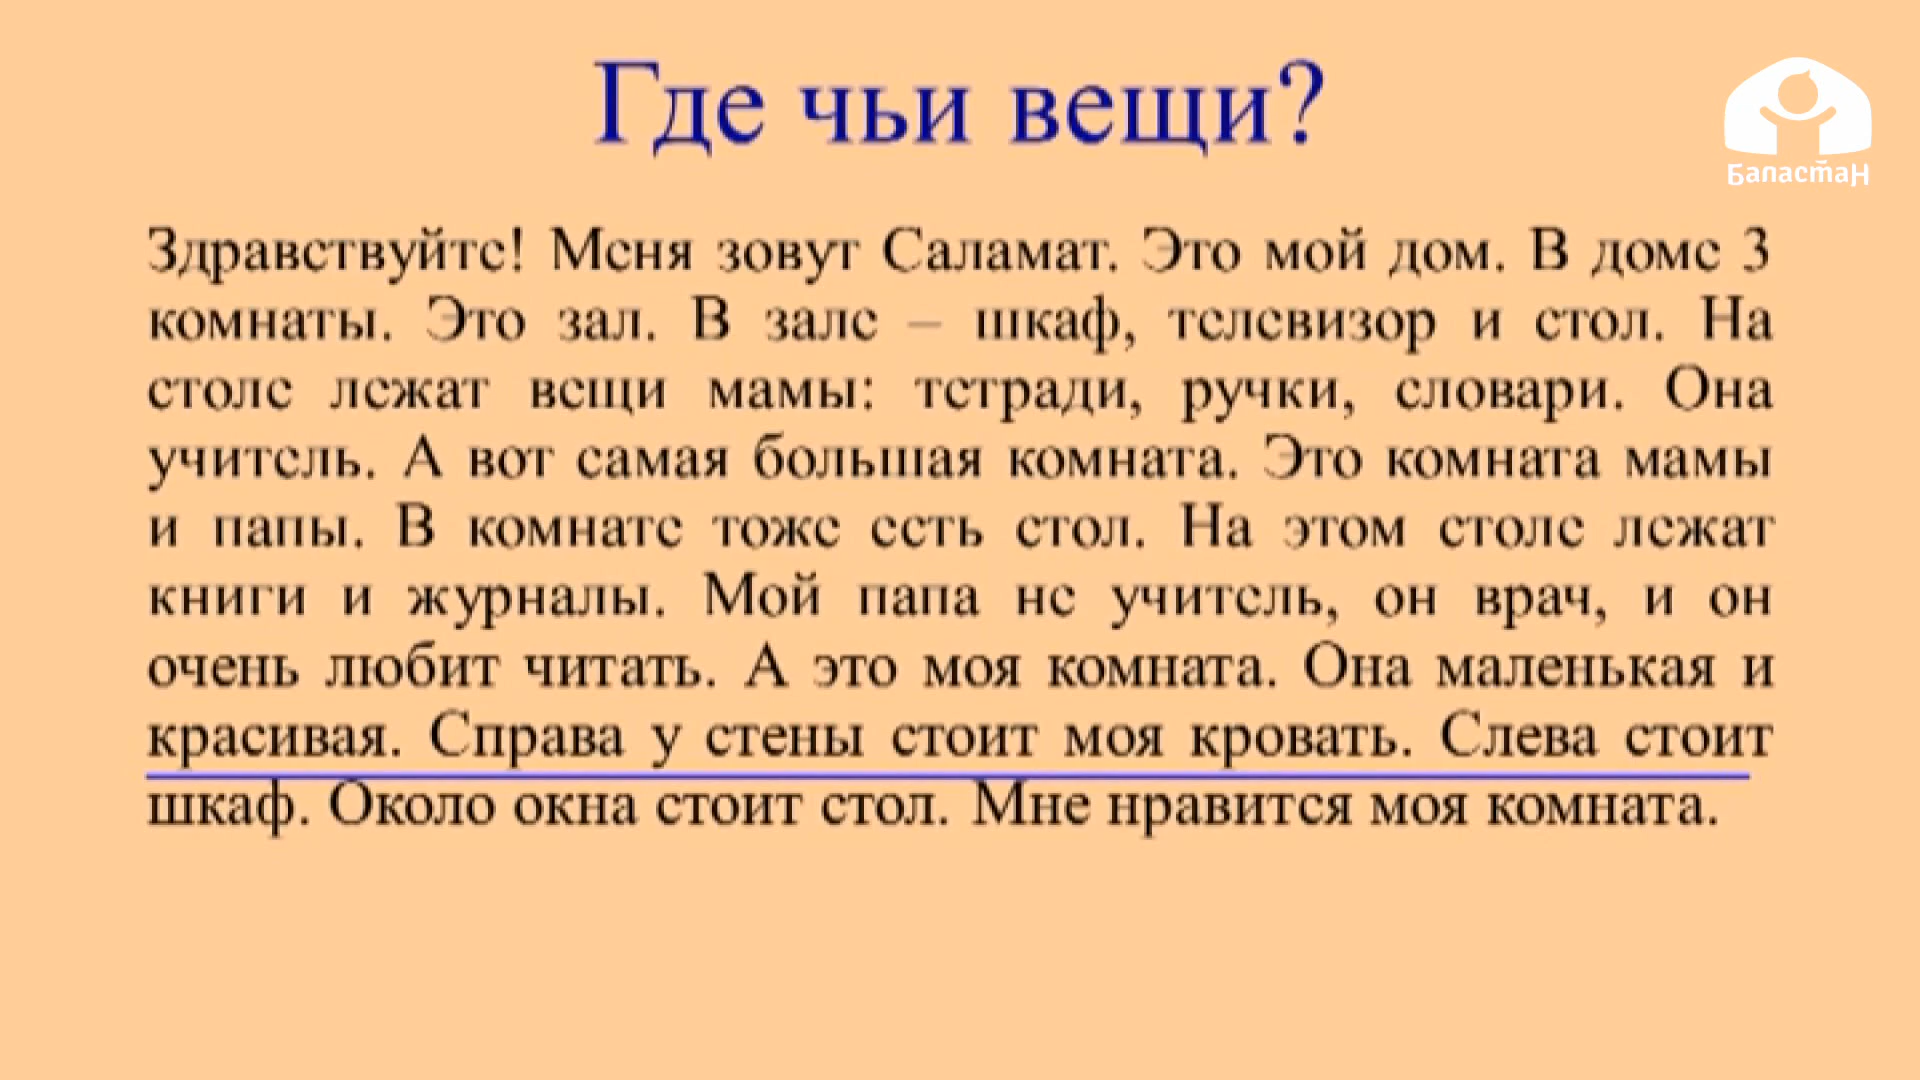 Где чьи вещи?
Баластан
Здравствуйте! Меня зовут Саламат. Это мой дом. В доме 3
комнаты. Это зал. В зале – шкаф, телевизор и стол. На
столе лежат вещи мамы: тетради, ручки, словари. Она
учитель. А вот самая большая комната. Это комната мамы
и папы. В комнате тоже есть стол. На этом столе лежат
книги и журналы. Мой папа не учитель, он врач, и он
очень любит читать. А это моя комната. Она маленькая и
красивая. Справа у стены стоит моя кровать. Слева стоит
шкаф. Около окна стоит стол. Мне нравится моя комната.